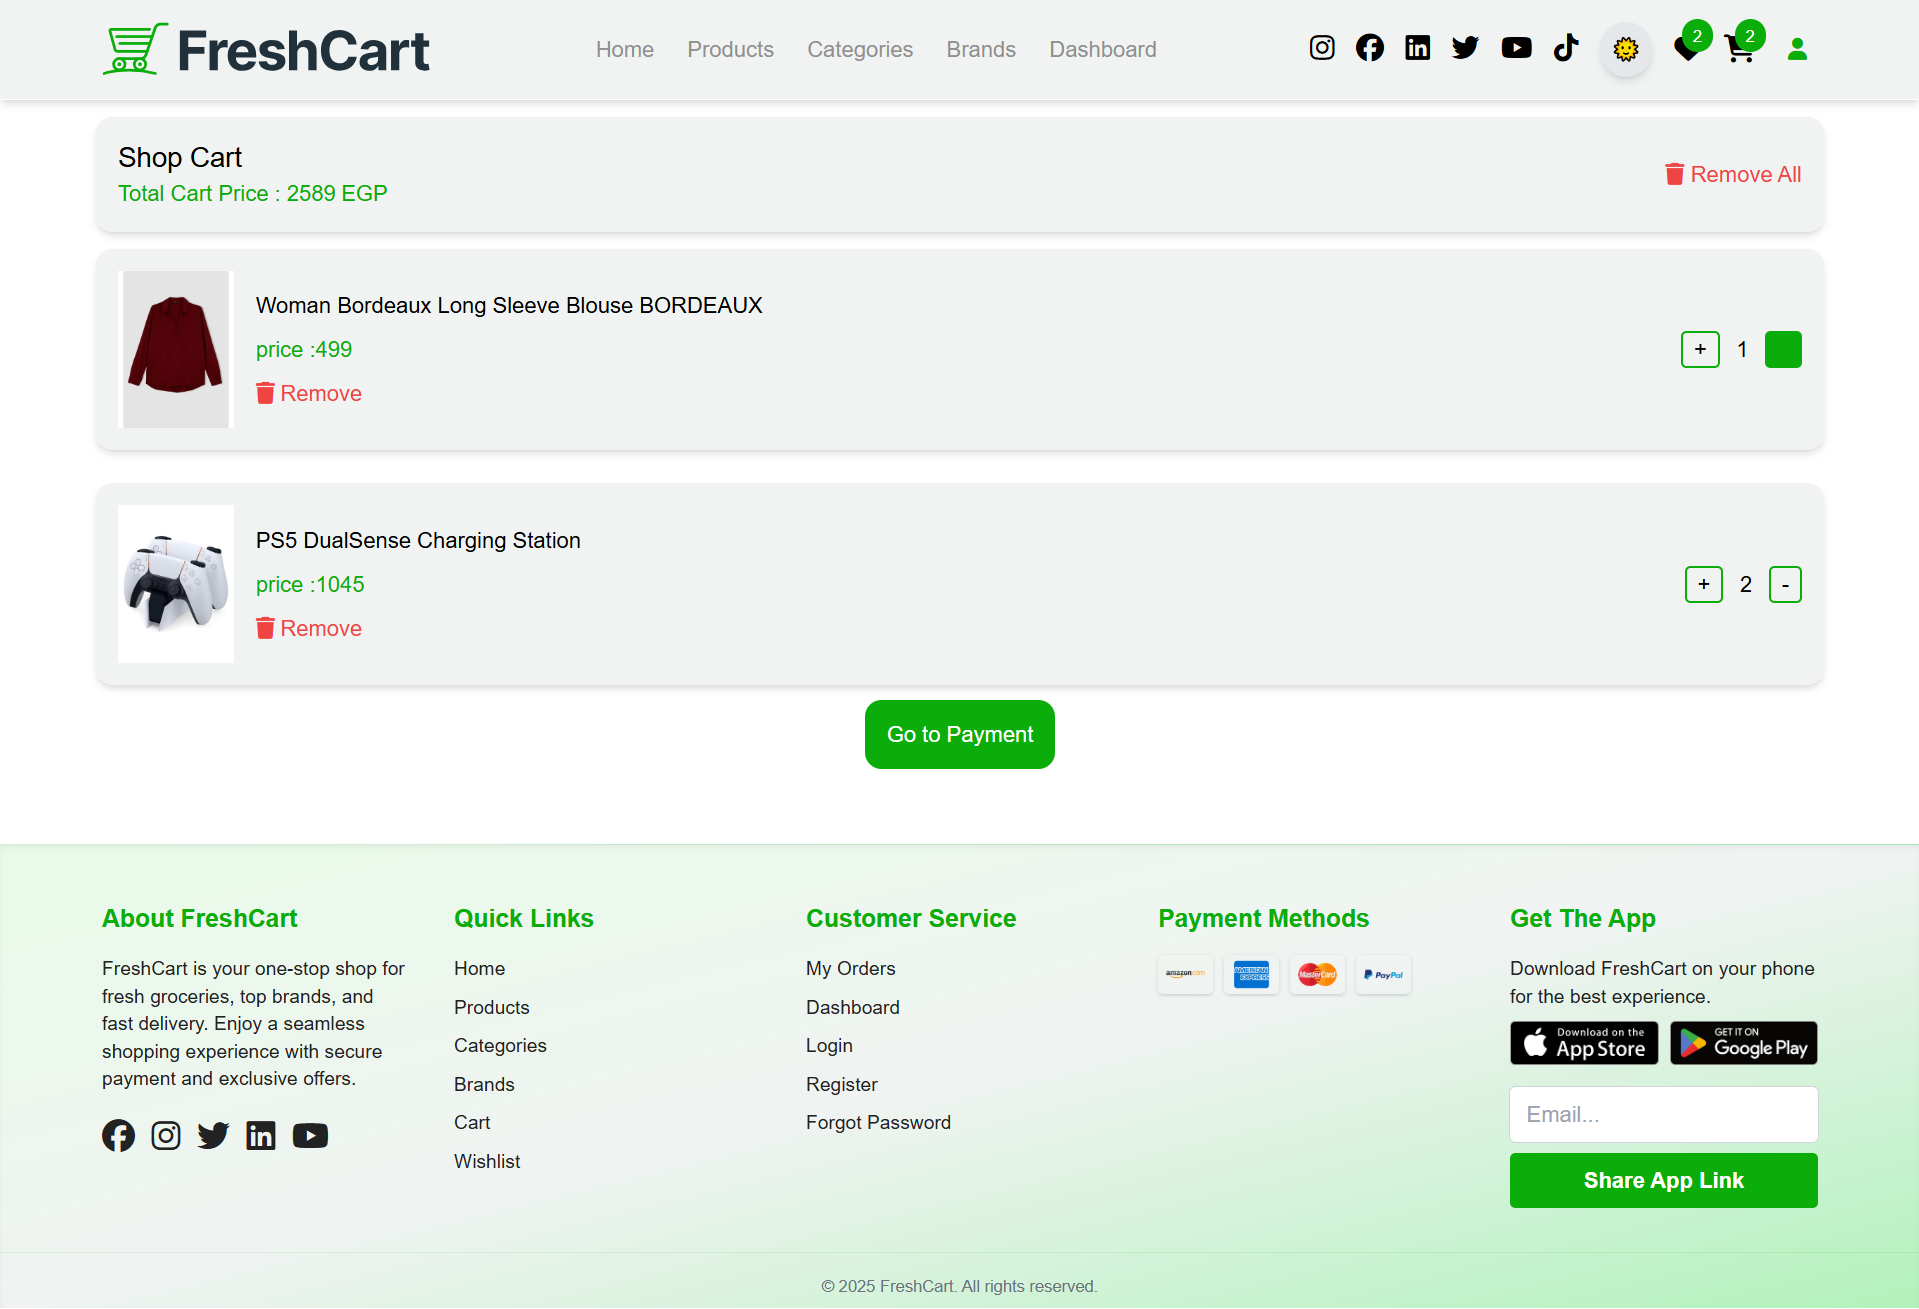 FreshCart
Home Products Categories Brands Dashboard
2 2
Shop Cart
Total Cart Price : 2589 EGP
Remove All
Woman Bordeaux Long Sleeve Blouse BORDEAUX
price :499
Remove
+ 1
PS5 DualSense Charging Station
price :1045
Remove
+ 2 -
Go to Payment
About FreshCart
FreshCart is your one-stop shop for
fresh groceries, top brands, and
fast delivery. Enjoy a seamless
shopping experience with secure
payment and exclusive offers.
Quick Links
Home
Products
Categories
Brands
Cart
Wishlist
Customer Service
My Orders
Dashboard
Login
Register
Forgot Password
Payment Methods
amazon.com
AMERICAN
EXPRESS
MasterCard
PayPal
Get The App
Download FreshCart on your phone
for the best experience.
Download on the
App Store
GET IT ON
Google Play
Email...
Share App Link
© 2025 FreshCart. All rights reserved.